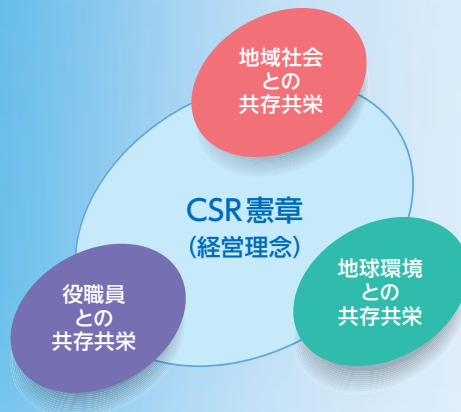 地域社会
との
共存共栄
CSR憲章
(経営理念)
役職員
との
共存共栄
地球環境
との
共存共栄